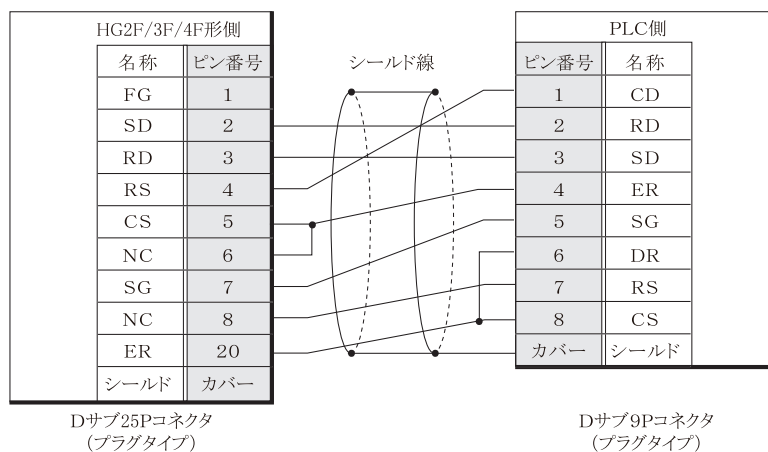 HG2F/3F/4F形側
名称 ピン番号
FG 1
SD 2
RD 3
RS 4
CS 5
NC 6
SG 7
NC 8
ER 20
シールド カバー
Dサブ25Pコネクタ
(プラグタイプ)
シールド線
PLC側
ピン番号 名称
1 CD
2 RD
3 SD
4 ER
5 SG
6 DR
7 RS
8 CS
カバー シールド
Dサブ9Pコネクタ
(プラグタイプ)